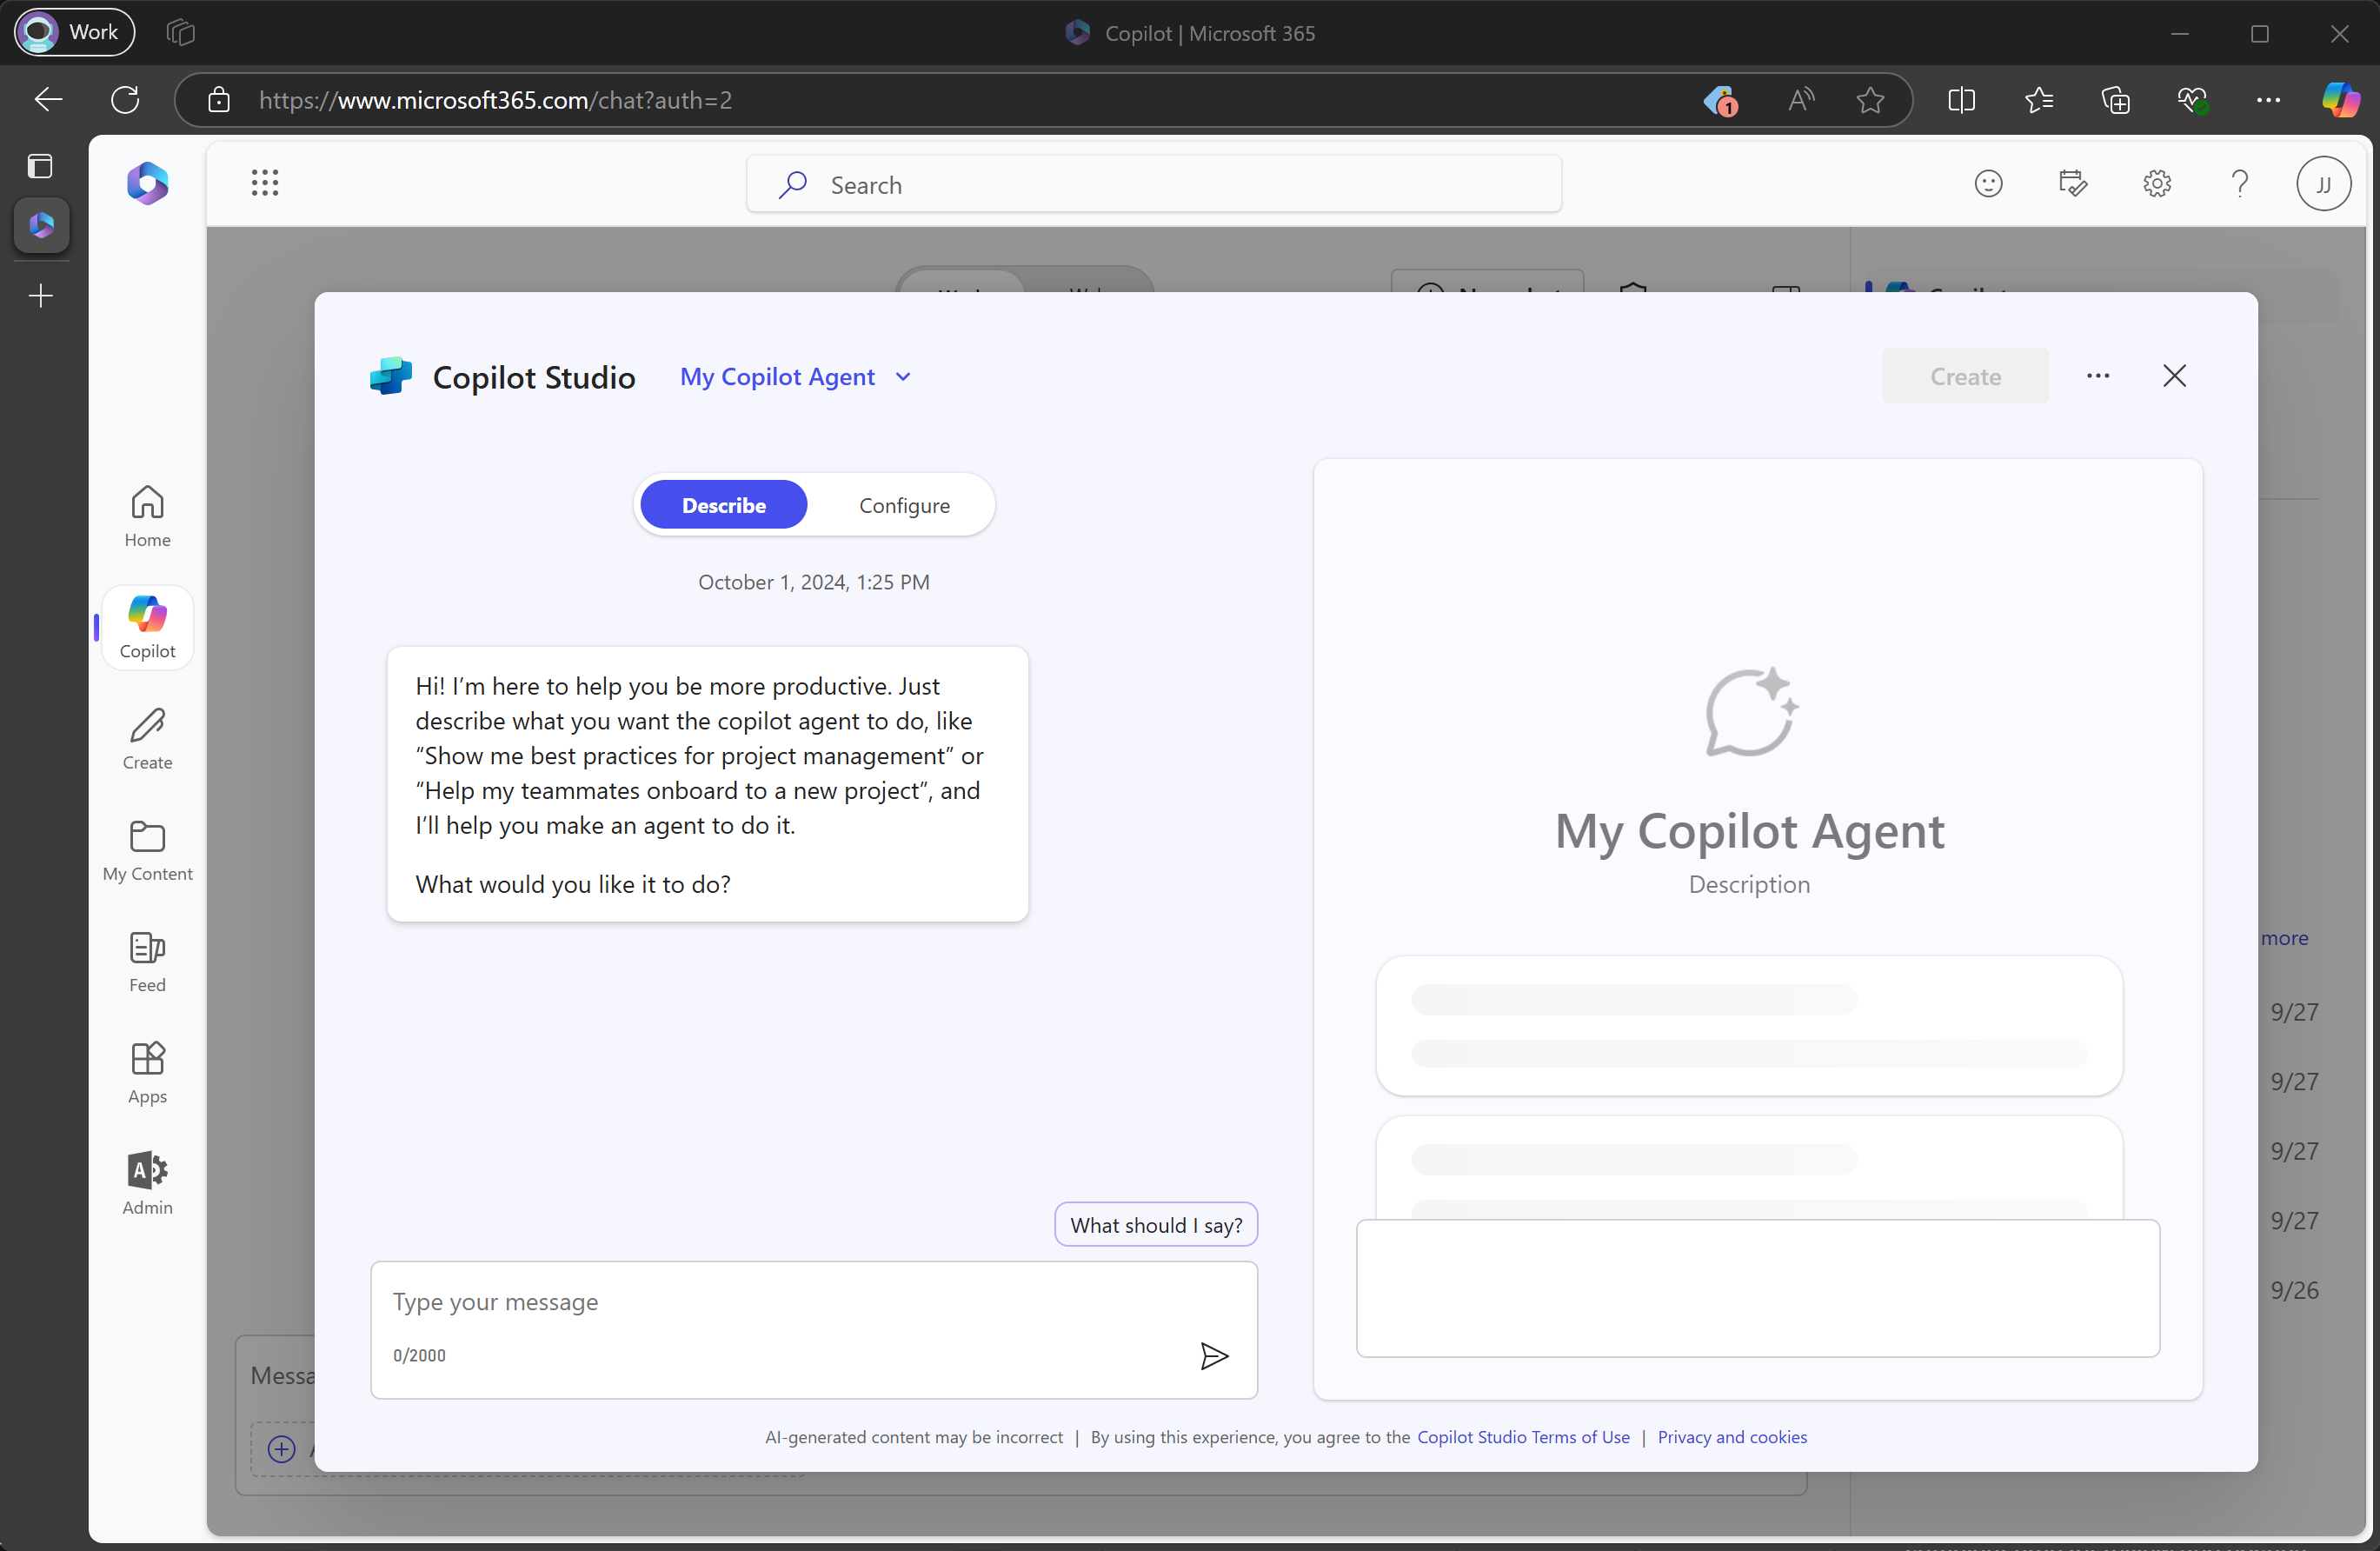 Work
Copilot | Microsoft 365
https://www.microsoft365.com/chat?auth=2
1
Search
JJ
Copilot Studio
My Copilot Agent
Create
Describe
Configure
October 1, 2024, 1:25 PM
Hi! I'm here to help you be more productive. Just
describe what you want the copilot agent to do, like
“Show me best practices for project management” or
“Help my teammates onboard to a new project”, and
I'll help you make an agent to do it.
What would you like it to do?
What should I say?
Type your message
0/2000
My Copilot Agent
Description
AI-generated content may be incorrect | By using this experience, you agree to the Copilot Studio Terms of Use | Privacy and cookies
Home
Copilot
Create
My Content
Feed
Apps
Admin
more
9/27
9/27
9/27
9/27
9/26